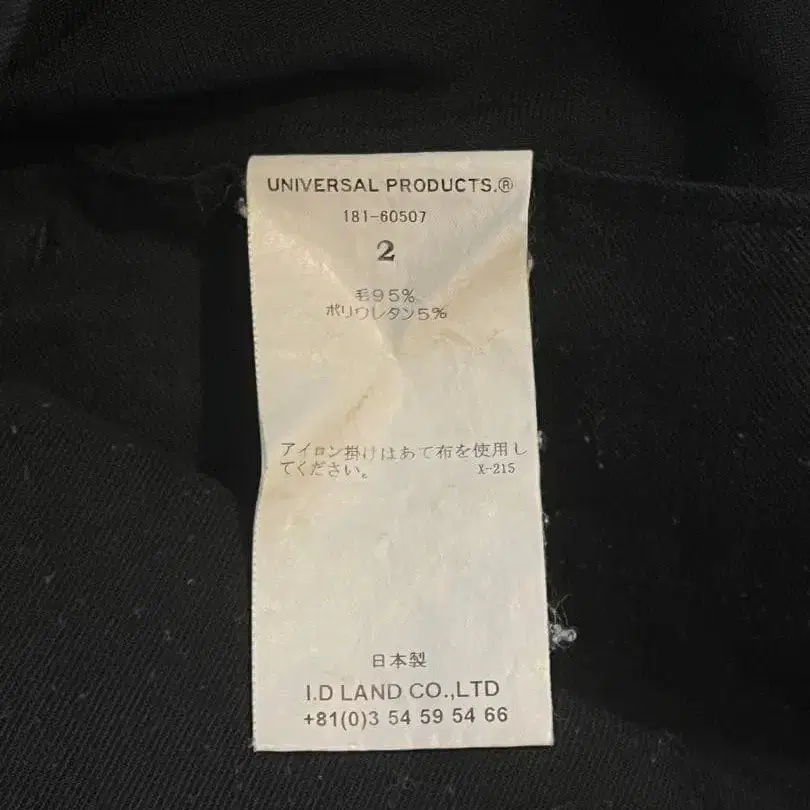 UNIVERSAL PRODUCTS.®
181-60507
2
毛95%
ポリウレタン5%
アイロン掛けはあて布を使用し
てください。 X-215
日本製
I.D LAND CO.,LTD
+81(0)3 54 59 54 66